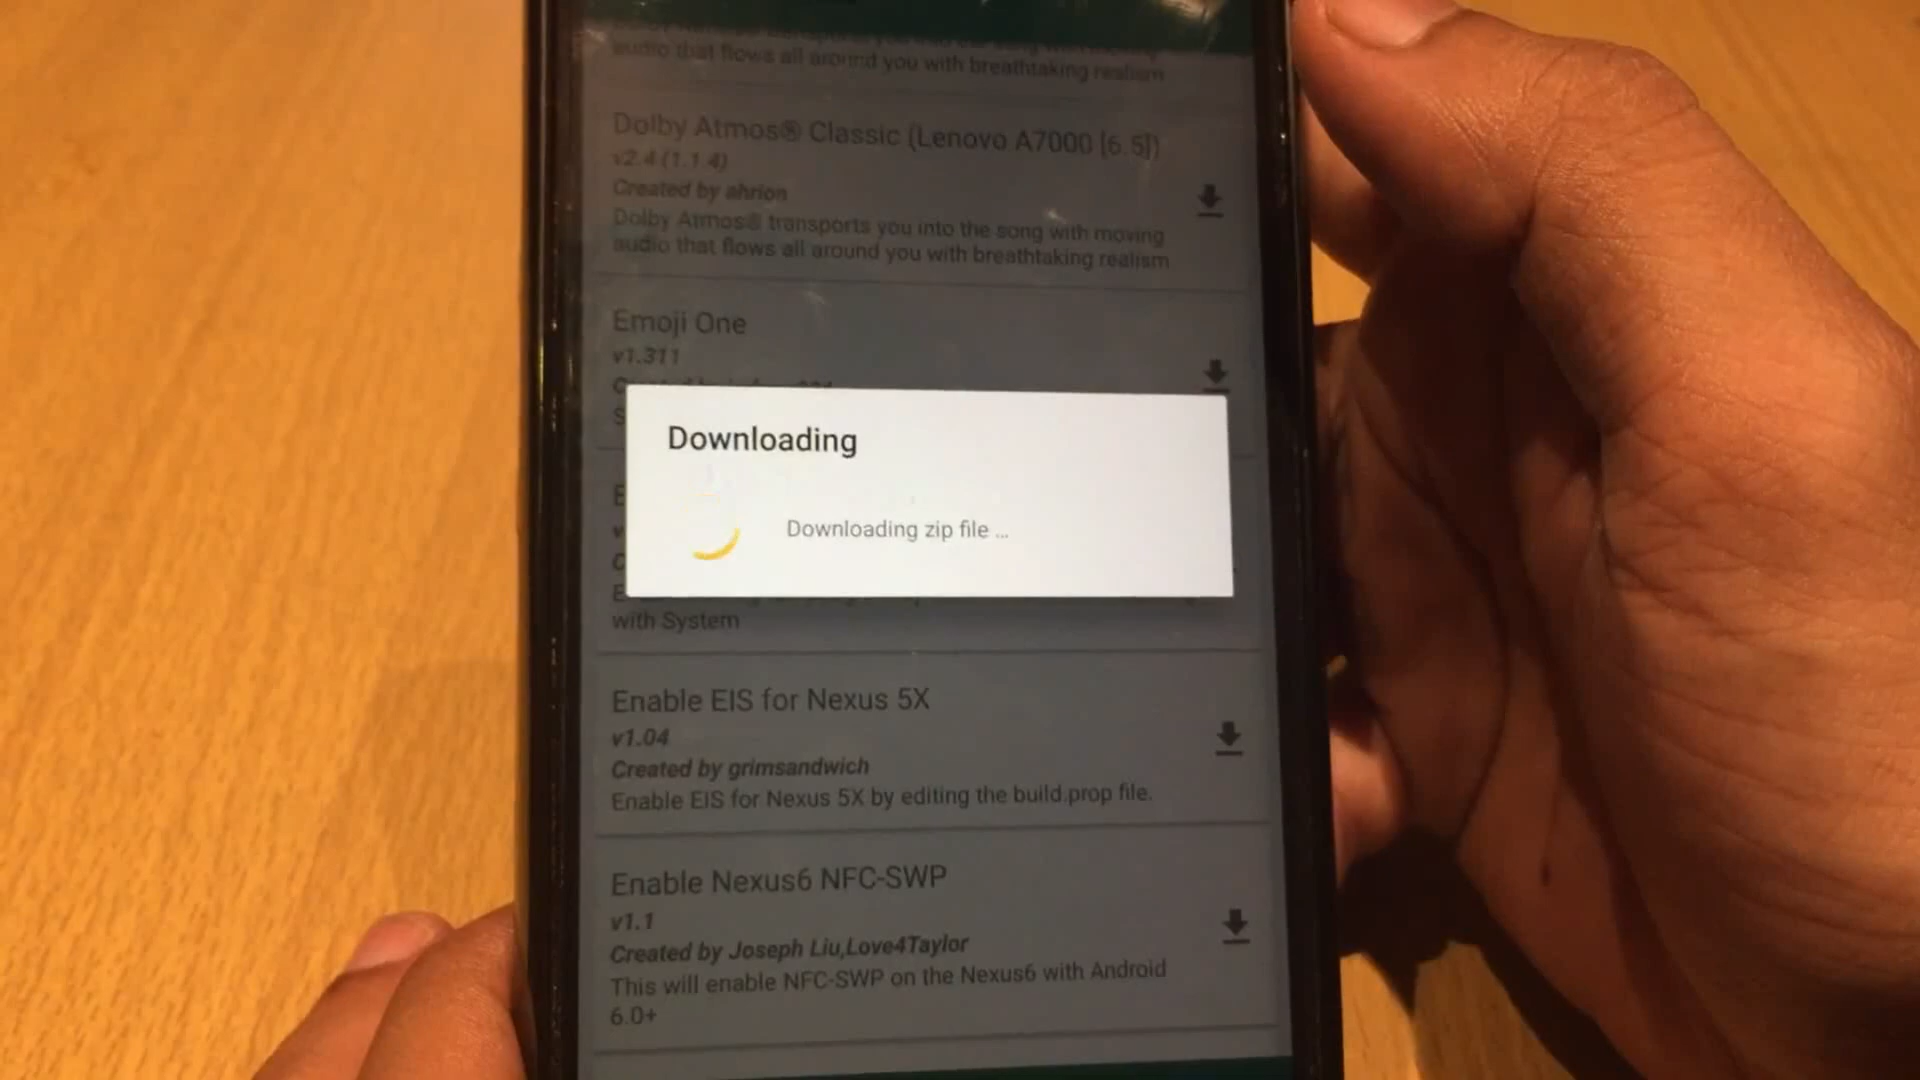 audio that flows all around you with breathtaking realism
Dolby Atmos® Classic (Lenovo A7000 [6.5])
v2.4 (1.1.4)
Created by ahrion
Dolby Atmos® transports you into the song with moving
audio that flows all around you with breathtaking realism
Emoji One
v1.311
Downloading
Downloading zip file ...
with System
Enable EIS for Nexus 5X
v1.04
Created by grimsandwich
Enable EIS for Nexus 5X by editing the build.prop file.
Enable Nexus6 NFC-SWP
v1.1
Created by Joseph Liu,Love4Taylor
This will enable NFC-SWP on the Nexus6 with Android
6.0+